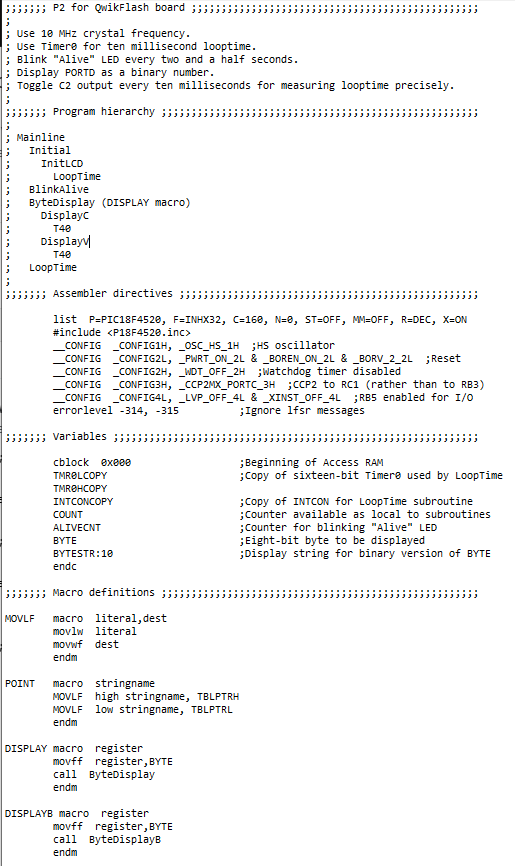 ;;;;;;; P2 for QwikFlash board ;;;;;;;;;;;;;;;;;;;;;;;;;;;;;;;;;;;;;;;;;;;;;;;;
;
; Use 10 MHz crystal frequency.
; Use Timer0 for ten millisecond looptime.
; Blink "Alive" LED every two and a half seconds.
; Display PORTD as a binary number.
; Toggle C2 output every ten milliseconds for measuring looptime precisely.
;
;;;;;;; Program hierarchy ;;;;;;;;;;;;;;;;;;;;;;;;;;;;;;;;;;;;;;;;;;;;;;;;;;;;;
;
; Mainline
;   Initial
;     InitLCD
;       LoopTime
;   BlinkAlive
;   ByteDisplay (DISPLAY macro)
;     DisplayC
;       T40
;     DisplayV
;       T40
;   LoopTime
;
;;;;;;; Assembler directives ;;;;;;;;;;;;;;;;;;;;;;;;;;;;;;;;;;;;;;;;;;;;;;;;;;

        list  P=PIC18F4520, F=INHX32, C=160, N=0, ST=OFF, MM=OFF, R=DEC, X=ON
        #include <P18F4520.inc>
        __CONFIG  _CONFIG1H, _OSC_HS_1H  ;HS oscillator
        __CONFIG  _CONFIG2L, _PWRT_ON_2L & _BOREN_ON_2L & _BORV_2_2L  ;Reset
        __CONFIG  _CONFIG2H, _WDT_OFF_2H  ;Watchdog timer disabled
        __CONFIG  _CONFIG3H, _CCP2MX_PORTC_3H  ;CCP2 to RC1 (rather than to RB3)
        __CONFIG  _CONFIG4L, _LVP_OFF_4L & _XINST_OFF_4L  ;RB5 enabled for I/O
        errorlevel -314, -315          ;Ignore lfsr messages

;;;;;;; Variables ;;;;;;;;;;;;;;;;;;;;;;;;;;;;;;;;;;;;;;;;;;;;;;;;;;;;;;;;;;;;;

        cblock  0x000                  ;Beginning of Access RAM
        TMR0LCOPY                      ;Copy of sixteen-bit Timer0 used by LoopTime
        TMR0HCOPY
        INTCONCOPY                     ;Copy of INTCON for LoopTime subroutine
        COUNT                          ;Counter available as local to subroutines
        ALIVECNT                       ;Counter for blinking "Alive" LED
        BYTE                           ;Eight-bit byte to be displayed
        BYTESTR:10                     ;Display string for binary version of BYTE
        endc

;;;;;;; Macro definitions ;;;;;;;;;;;;;;;;;;;;;;;;;;;;;;;;;;;;;;;;;;;;;;;;;;;;;

MOVLF   macro  literal,dest
        movlw  literal
        movwf  dest
        endm

POINT   macro  stringname
        MOVLF  high stringname, TBLPTRH
        MOVLF  low stringname, TBLPTRL
        endm

DISPLAY macro  register
        movff  register,BYTE
        call  ByteDisplay
        endm

DISPLAYB macro  register
        movff  register,BYTE
        call  ByteDisplayB
        endm